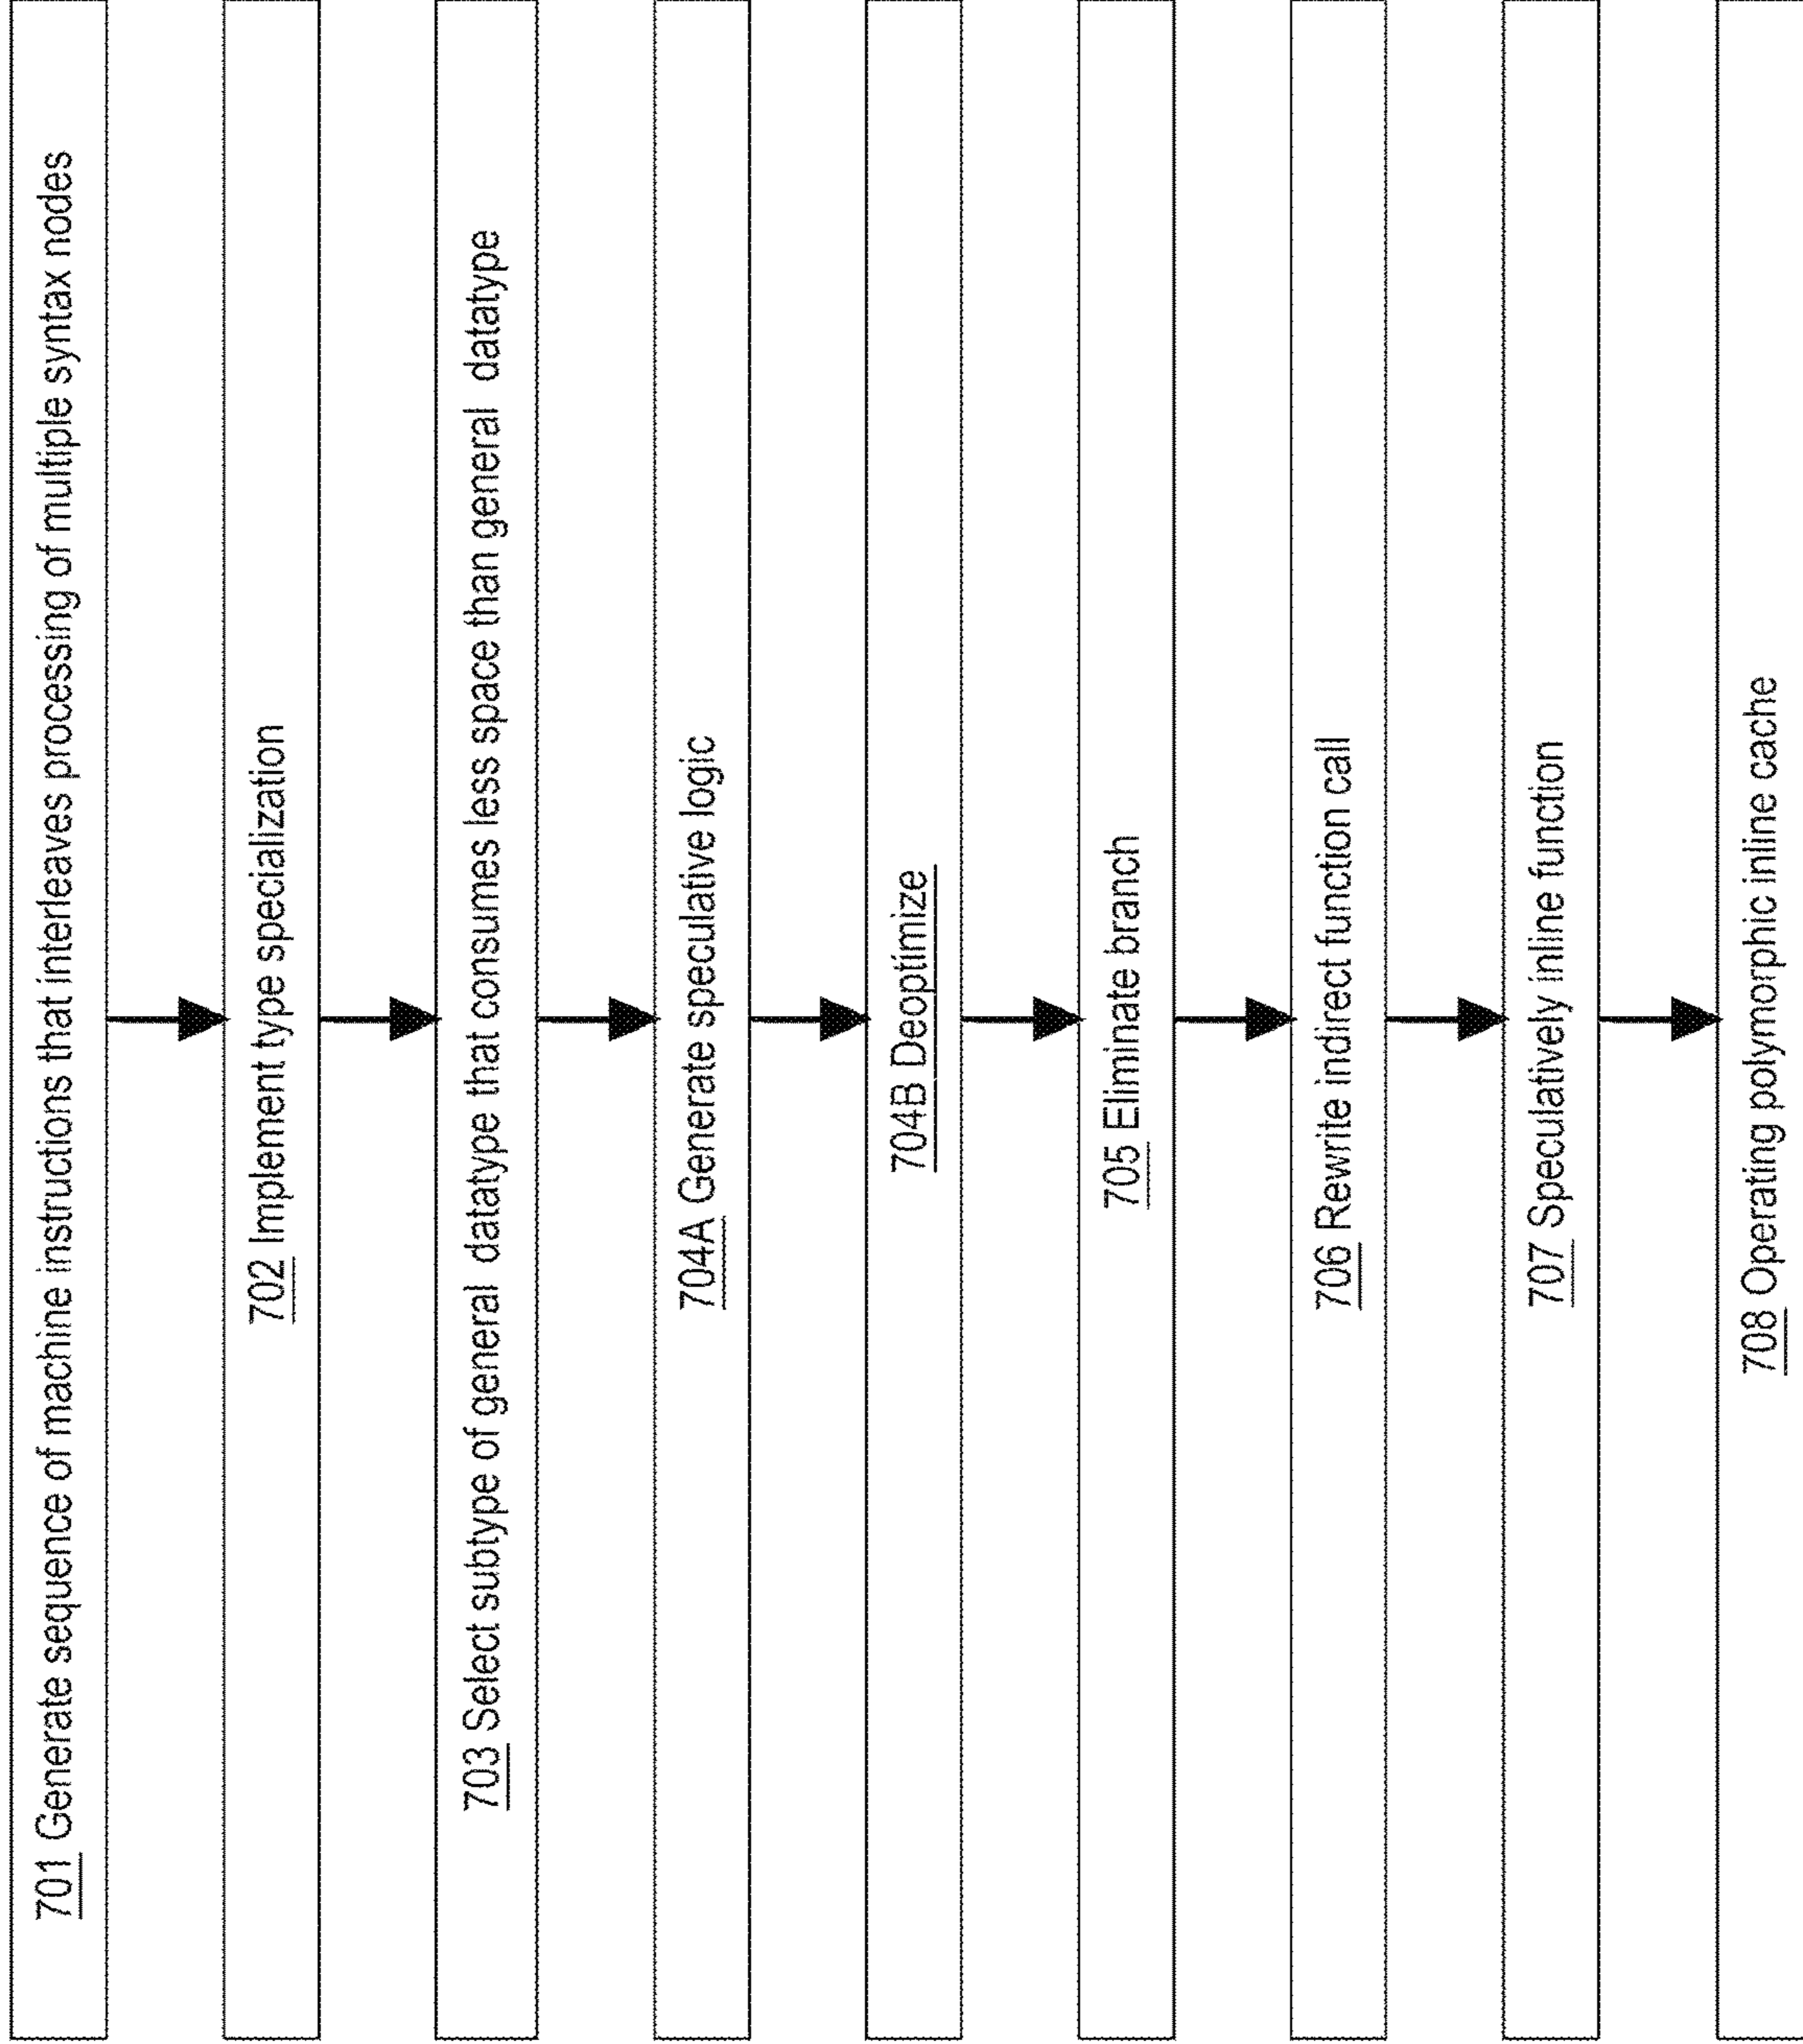 701 Generate sequence of machine instructions that interleaves processing of multiple syntax nodes
702 Implement type specialization
703 Select subtype of general datatype that consumes less space than general datatype
704A Generate speculative logic
704B Deoptimize
705 Eliminate branch
706 Rewrite indirect function call
707 Speculatively inline function
708 Operating polymorphic inline cache